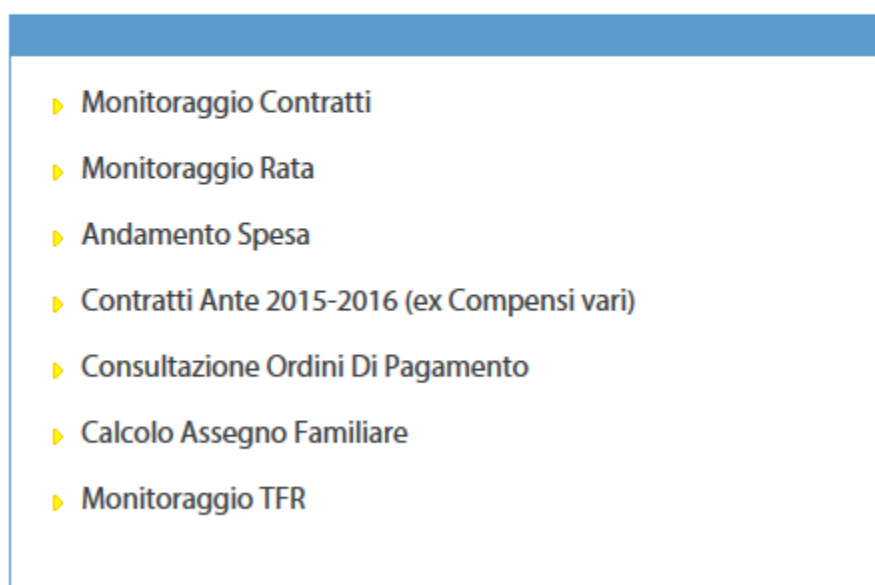 Monitoraggio Contratti
Monitoraggio Rata
Andamento Spesa
Contratti Ante 2015-2016 (ex Compensi vari)
Consultazione Ordini Di Pagamento
Calcolo Assegno Familiare
Monitoraggio TFR